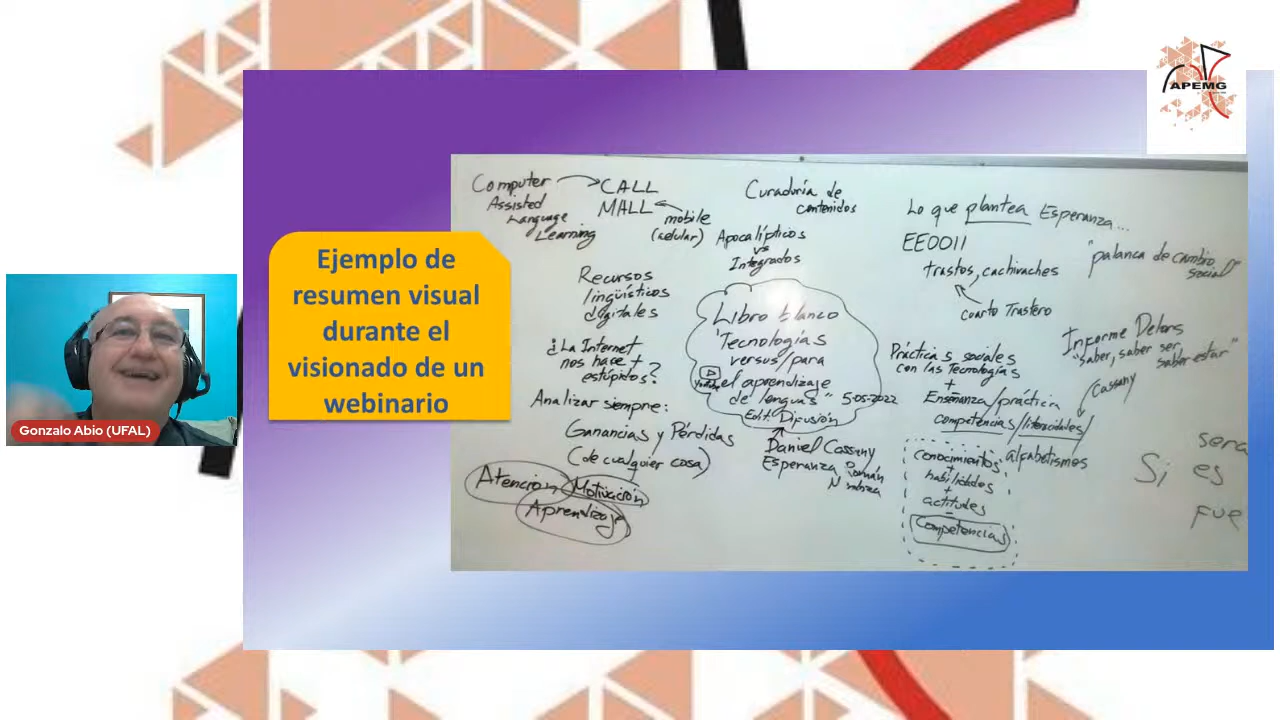 APEMG
Ejemplo de
resumen visual
durante el
visionado de un
webinario
Gonzalo Abio (UFAL)
Computer
Assisted
Language
Learning
CALL
MALL
mobile
(celular)
Curaduría de
contenidos
Apocalípticos
vs
Integrados
Recursos
lingüísticos
digitales
¿La Internet
nos hace +
estúpidos?
Analizar siempre:
Ganancias y Pérdidas
(de cualquier cosa)
Atención
Motivación
Aprendizaje
Libro blanco
"Tecnologías
versus/para
el aprendizaje
de lenguas" 5-05-2022
Edit. Difusión
Daniel Cassany
Esperanza Román
Lo que plantea Esperanza...
EE0011
trastos, cachivaches
cuarto Trastero
"palanca de cambio
social"
Informe Delors
"saber, saber ser,
saber estar"
Cassany
Prácticas sociales
con las Tecnologías
+
Enseñanza/práctica
competencias/literacidades/
alfabetismos
conocimientos
+
habilidades
+
actitudes
=
Competencias
Si
sera
es
fue